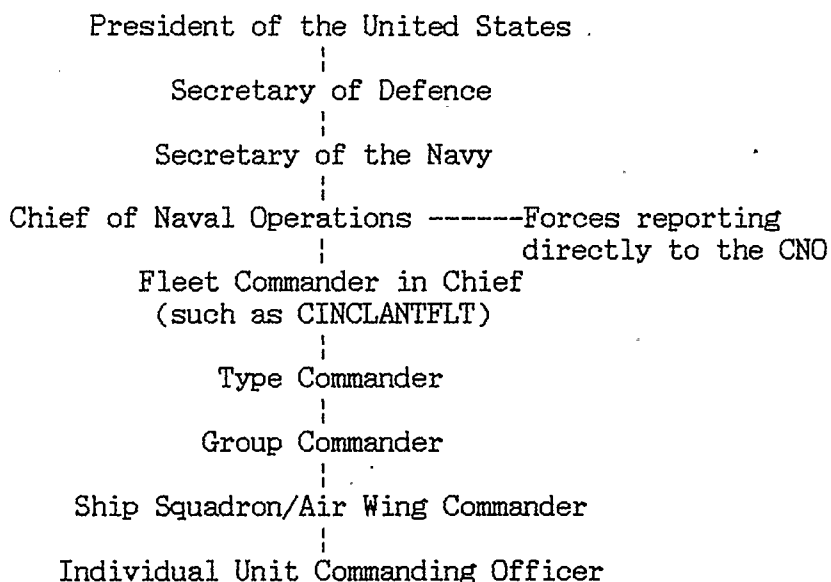 President of the United States
Secretary of Defence
Secretary of the Navy
Chief of Naval Operations ------Forces reporting
directly to the CNO
Fleet Commander in Chief
(such as CINCLANTFLT)
Type Commander
Group Commander
Ship Squadron/Air Wing Commander
Individual Unit Commanding Officer